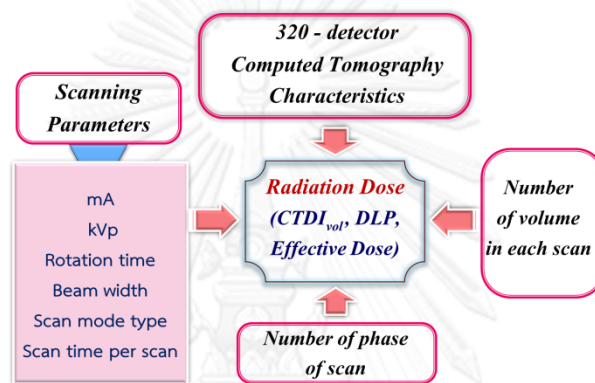 320 - detector
Computed Tomography
Characteristics
Scanning
Parameters
mA
kVp
Rotation time
Beam width
Scan mode type
Scan time per scan
Radiation Dose
(CTDIvol, DLP,
Effective Dose)
Number
of volume
in each scan
Number of phase
of scan